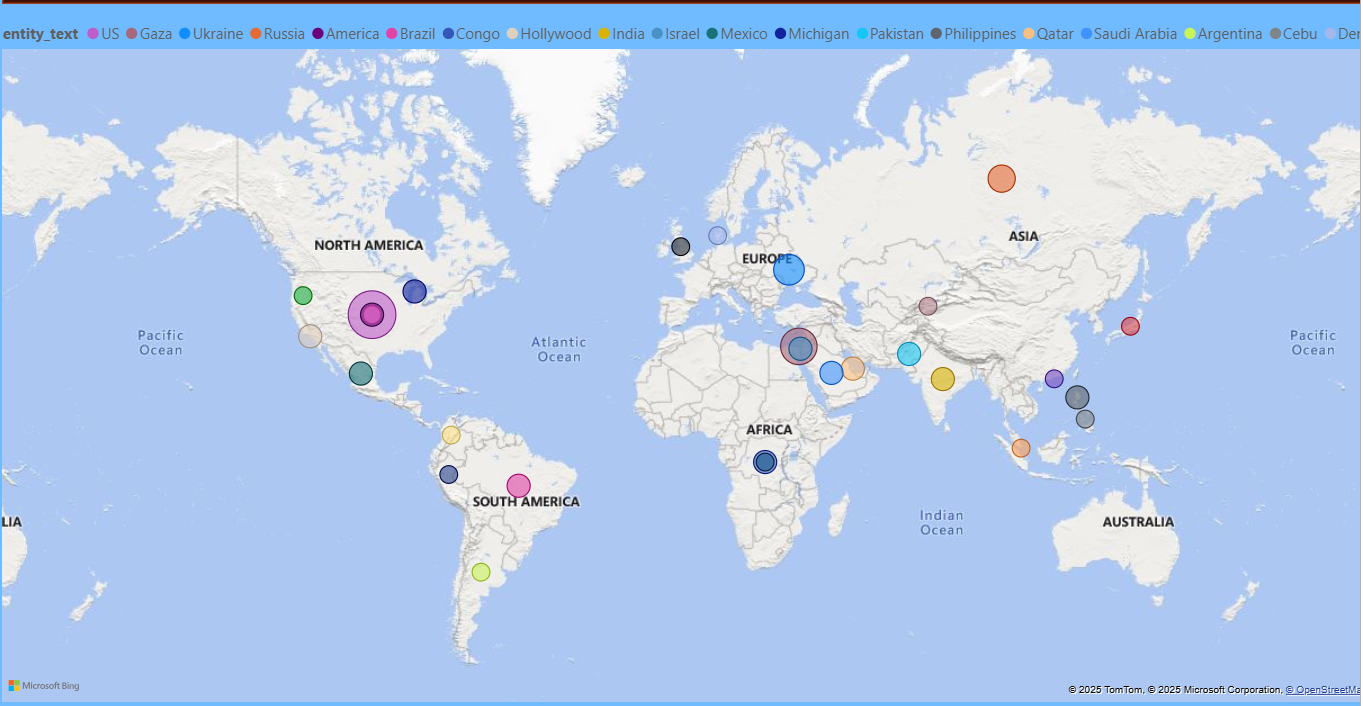 entity_text US Gaza Ukraine Russia America Brazil Congo Hollywood India Israel Mexico Michigan Pakistan Philippines Qatar Saudi Arabia Argentina Cebu Der
NORTH AMERICA
ASIA
EUROPE
Pacific
Ocean
Atlantic
Ocean
Pacific
Ocean
AFRICA
SOUTH AMERICA
Indian
Ocean
AUSTRALIA
LIA
Microsoft Bing
© 2025 TomTom, © 2025 Microsoft Corporation, © OpenStreetMa